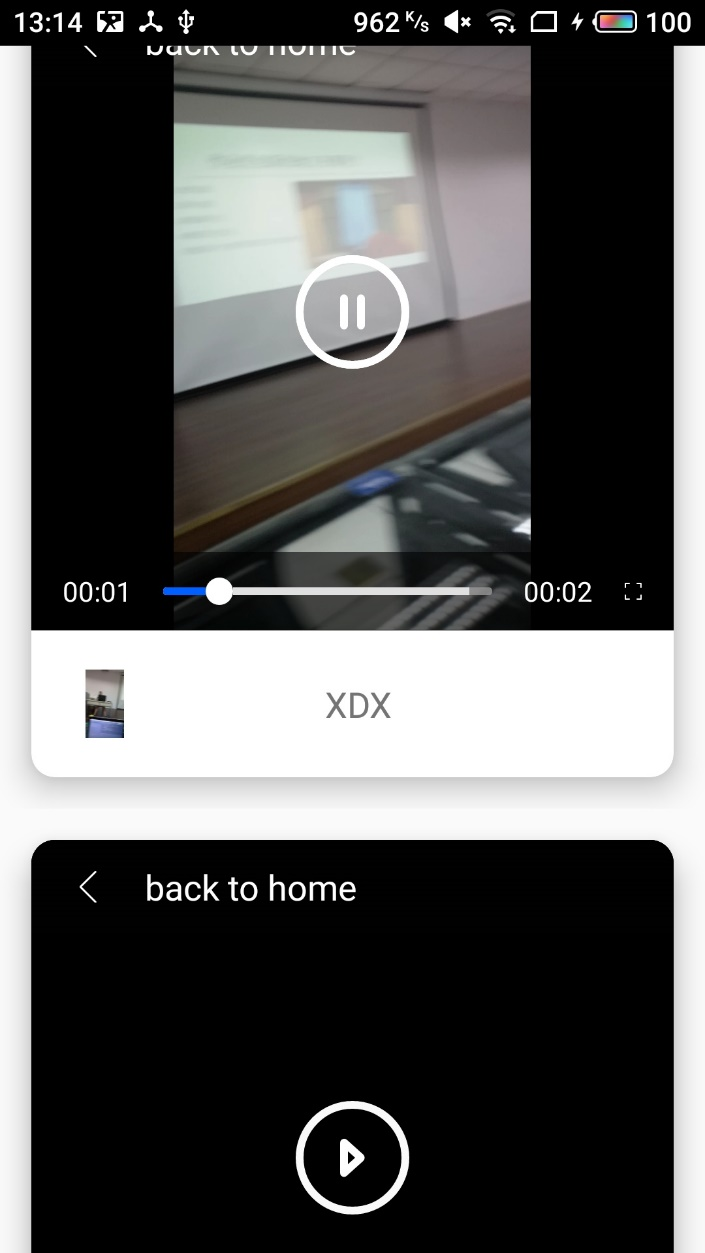 13:14 962 K/s 100
back to home
00:01 00:02
XDX
back to home